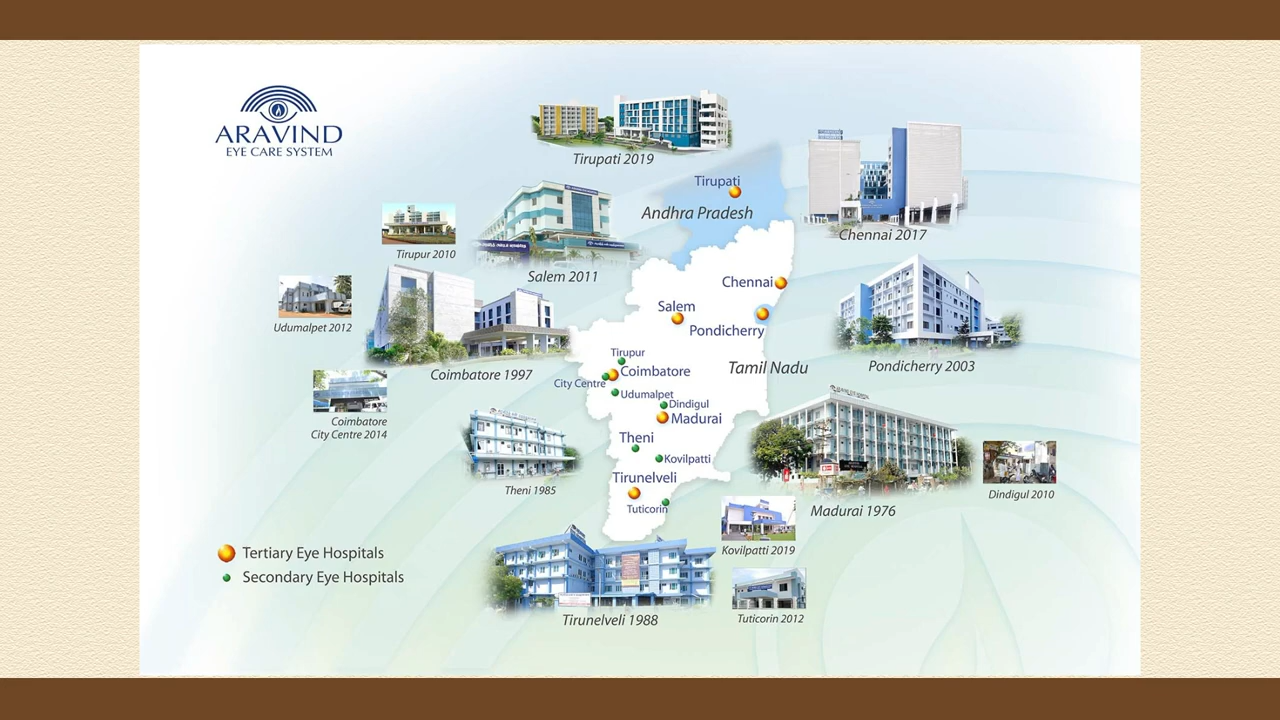 ARAVIND
EYE CARE SYSTEM
Tirupati 2019
Tirupati
Andhra Pradesh
Chennai 2017
Tirupur 2010
Salem 2011
Chennai
Udumalpet 2012
Salem
Pondicherry
Tirupur
Coimbatore
City Centre
Tamil Nadu
Pondicherry 2003
Coimbatore 1997
Udumalpet
Dindigul
Madurai
Coimbatore
City Centre 2014
Theni
Kovilpatti
Theni 1985
Tirunelveli
Tuticorin
Madurai 1976
Dindigul 2010
Kovilpatti 2019
Tertiary Eye Hospitals
Secondary Eye Hospitals
Tirunelveli 1988
Tuticorin 2012